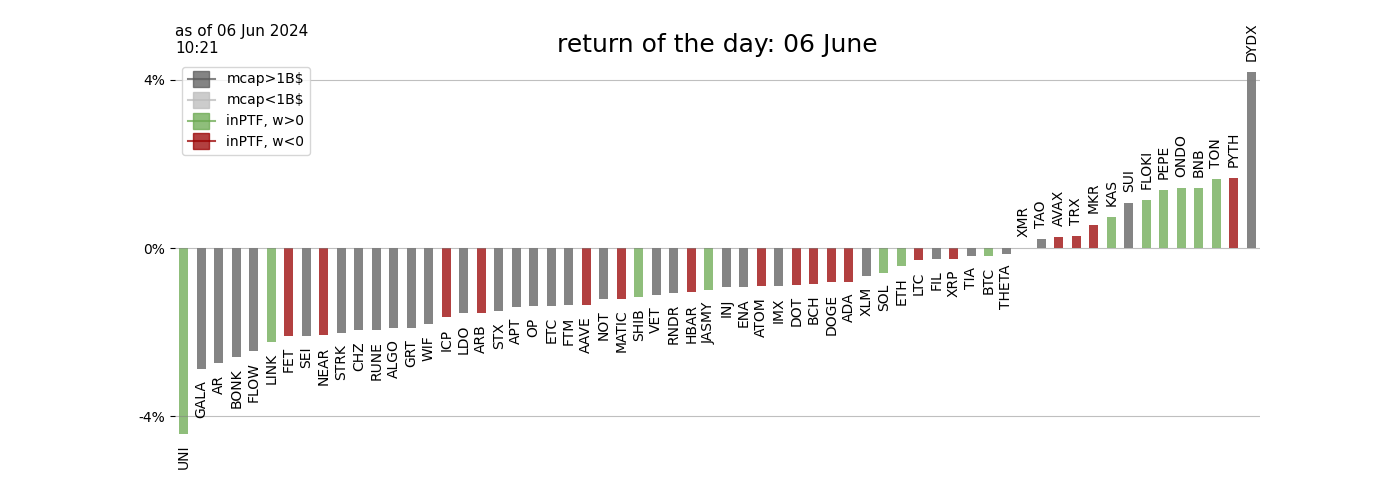 as of 06 Jun 2024
10:21
return of the day: 06 June
mcap>1B$
mcap<1B$
inPTF, w>0
inPTF, w<0
4%
0%
-4%
UNI
GALA
AR
BONK
FLOW
LINK
FET
SEI
NEAR
STRK
CHZ
RUNE
ALGO
GRT
WIF
ICP
LDO
ARB
STX
APT
OP
ETC
FTM
AAVE
NOT
MATIC
SHIB
VET
RNDR
HBAR
JASMY
INJ
ENA
ATOM
IMX
DOT
BCH
DOGE
ADA
XLM
SOL
ETH
LTC
FIL
XRP
TIA
BTC
THETA
XMR
TAO
AVAX
TRX
MKR
KAS
SUI
FLOKI
PEPE
ONDO
BNB
TON
PYTH
DYDX